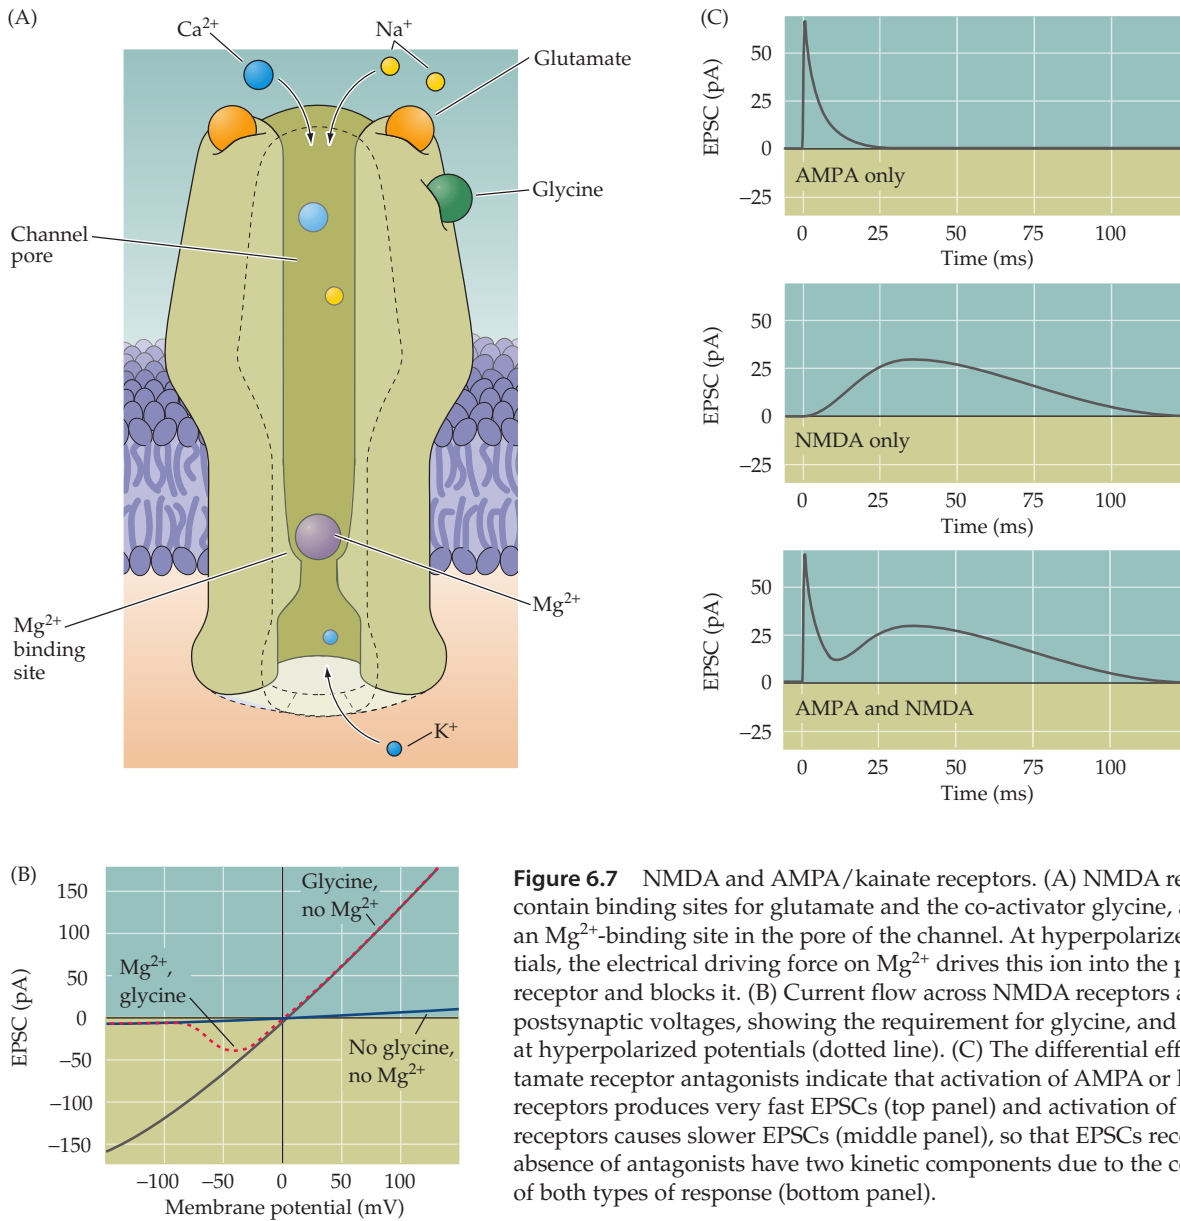 (A)
Ca2+
Na+
Glutamate
Glycine
Channel
pore
Mg2+
binding
site
Mg2+
K+
(C)
EPSC (pA)
50
25
0
−25
AMPA only
0 25 50 75 100
Time (ms)
EPSC (pA)
50
25
0
−25
NMDA only
0 25 50 75 100
Time (ms)
EPSC (pA)
50
25
0
−25
AMPA and NMDA
0 25 50 75 100
Time (ms)
(B)
EPSC (pA)
150
100
50
0
−50
−100
−150
Glycine,
no Mg2+
Mg2+,
glycine
No glycine,
no Mg2+
−100 −50 0 50 100
Membrane potential (mV)
Figure 6.7 NMDA and AMPA/kainate receptors. (A) NMDA re
contain binding sites for glutamate and the co-activator glycine, a
an Mg2+-binding site in the pore of the channel. At hyperpolarize
tials, the electrical driving force on Mg2+ drives this ion into the p
receptor and blocks it. (B) Current flow across NMDA receptors a
postsynaptic voltages, showing the requirement for glycine, and
at hyperpolarized potentials (dotted line). (C) The differential eff
tamate receptor antagonists indicate that activation of AMPA or
receptors produces very fast EPSCs (top panel) and activation of
receptors causes slower EPSCs (middle panel), so that EPSCs rec
absence of antagonists have two kinetic components due to the c
of both types of response (bottom panel).